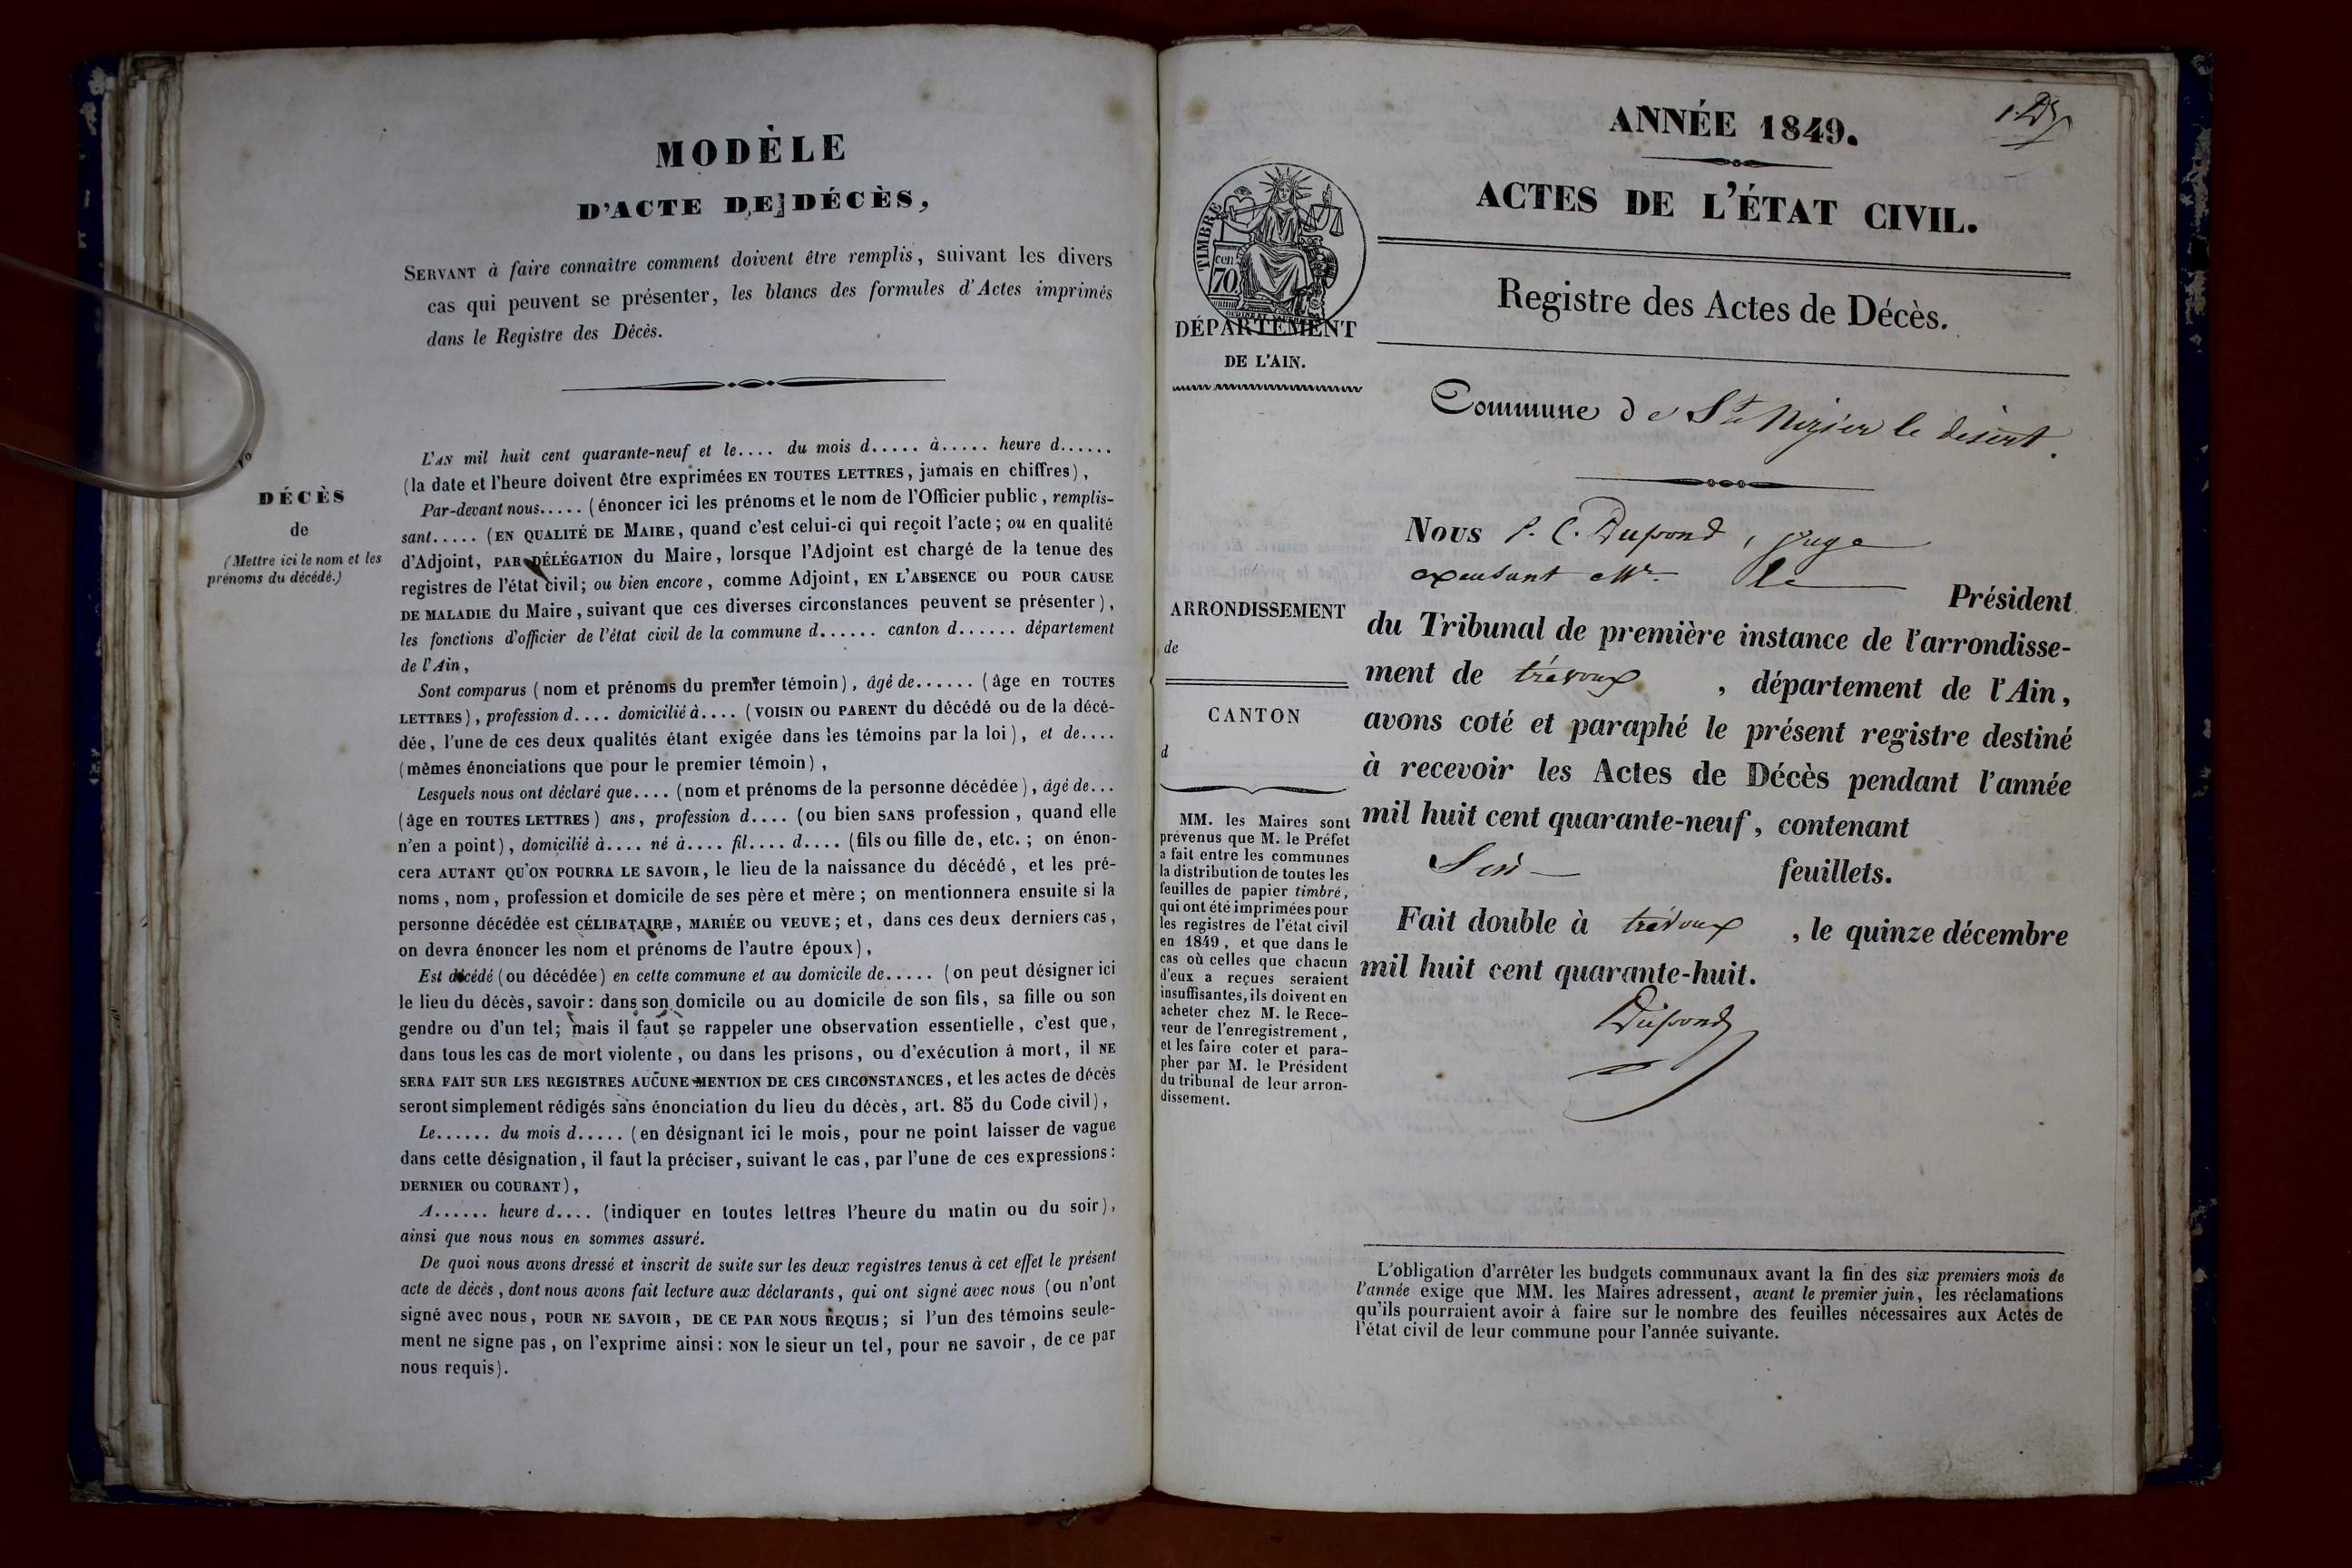 MODÈLE
D'ACTE DE DÉCÈS,
SERVANT à faire connaître comment doivent être remplis, suivant les divers
cas qui peuvent se présenter, les blancs des formules d'Actes imprimés
dans le Registre des Décès.
1º
DÉCÈS
de
(Mettre ici le nom et les
prénoms du décédé.)
L'AN mil huit cent quarante-neuf et le.... du mois d..... à..... heure d......
(la date et l'heure doivent être exprimées EN TOUTES LETTRES, jamais en chiffres),
Par-devant nous..... (énoncer ici les prénoms et le nom de l'Officier public, remplis-
sant..... (EN QUALITÉ DE MAIRE, quand c'est celui-ci qui reçoit l'acte; ou en qualité
d'Adjoint, PAR DÉLÉGATION du Maire, lorsque l'Adjoint est chargé de la tenue des
registres de l'état civil; ou bien encore, comme Adjoint, EN L'ABSENCE OU POUR CAUSE
DE MALADIE du Maire, suivant que ces diverses circonstances peuvent se présenter),
les fonctions d'officier de l'état civil de la commune d...... canton d...... département
de l'Ain,
Sont comparus (nom et prénoms du premier témoin), âgé de...... (âge en TOUTES
LETTRES), profession d.... domicilié à.... (VOISIN OU PARENT du décédé ou de la décé-
dée, l'une de ces deux qualités étant exigée dans les témoins par la loi), et de....
(mêmes énonciations que pour le premier témoin),
Lesquels nous ont déclaré que.... (nom et prénoms de la personne décédée), âgé de...
(âge en TOUTES LETTRES) ans, profession d.... (ou bien SANS profession, quand elle
n'en a point), domicilié à.... né à.... fil.... d.... (fils ou fille de, etc.; on énon-
cera AUTANT QU'ON POURRA LE SAVOIR, le lieu de la naissance du décédé, et les pré-
noms, nom, profession et domicile de ses père et mère; on mentionnera ensuite si la
personne décédée est CÉLIBATAIRE, MARIÉE OU VEUVE; et, dans ces deux derniers cas,
on devra énoncer les nom et prénoms de l'autre époux),
Est décédé (ou décédée) en cette commune et au domicile de..... (on peut désigner ici
le lieu du décès, savoir: dans son domicile ou au domicile de son fils, sa fille ou son
gendre ou d'un tel; mais il faut se rappeler une observation essentielle, c'est que,
dans tous les cas de mort violente, ou dans les prisons, ou d'exécution à mort, il NE
SERA FAIT SUR LES REGISTRES AUCUNE MENTION DE CES CIRCONSTANCES, et les actes de décès
seront simplement rédigés sans énonciation du lieu du décès, art. 85 du Code civil),
Le...... du mois d..... (en désignant ici le mois, pour ne point laisser de vague
dans cette désignation, il faut la préciser, suivant le cas, par l'une de ces expressions:
DERNIER OU COURANT),
A...... heure d.... (indiquer en toutes lettres l'heure du matin ou du soir),
ainsi que nous nous en sommes assuré.
De quoi nous avons dressé et inscrit de suite sur les deux registres tenus à cet effet le présent
acte de décès, dont nous avons fait lecture aux déclarants, qui ont signé avec nous (ou n'ont
signé avec nous, POUR NE SAVOIR, DE CE PAR NOUS REQUIS; si l'un des témoins seule-
ment ne signe pas, on l'exprime ainsi: NON le sieur un tel, pour ne savoir, de ce par
nous requis).
ANNÉE 1849.
ACTES DE L'ÉTAT CIVIL.
TIMBRE
70
cen
DÉPARTEMENT
DE L'AIN.
Registre des Actes de Décès.
Commune de St Nizier le désert.
ARRONDISSEMENT
de
CANTON
d
MM. les Maires sont
prévenus que M. le Préfet
a fait entre les communes
la distribution de toutes les
feuilles de papier timbré,
qui ont été imprimées pour
les registres de l'état civil
en 1849, et que dans le
cas où celles que chacun
d'eux a reçues seraient
insuffisantes, ils doivent en
acheter chez M. le Rece-
veur de l'enregistrement,
et les faire coter et para-
pher par M. le Président
du tribunal de leur arron-
dissement.
Nous P. C. Dupond, juge
excusant Mr. le Président
du Tribunal de première instance de l'arrondisse-
ment de trévoux, département de l'Ain,
avons coté et paraphé le présent registre destiné
à recevoir les Actes de Décès pendant l'année
mil huit cent quarante-neuf, contenant
feuillets.
Fait double à trévoux, le quinze décembre
mil huit cent quarante-huit.
Dupond
L'obligation d'arrêter les budgets communaux avant la fin des six premiers mois de
l'année exige que MM. les Maires adressent, avant le premier juin, les réclamations
qu'ils pourraient avoir à faire sur le nombre des feuilles nécessaires aux Actes de
l'état civil de leur commune pour l'année suivante.